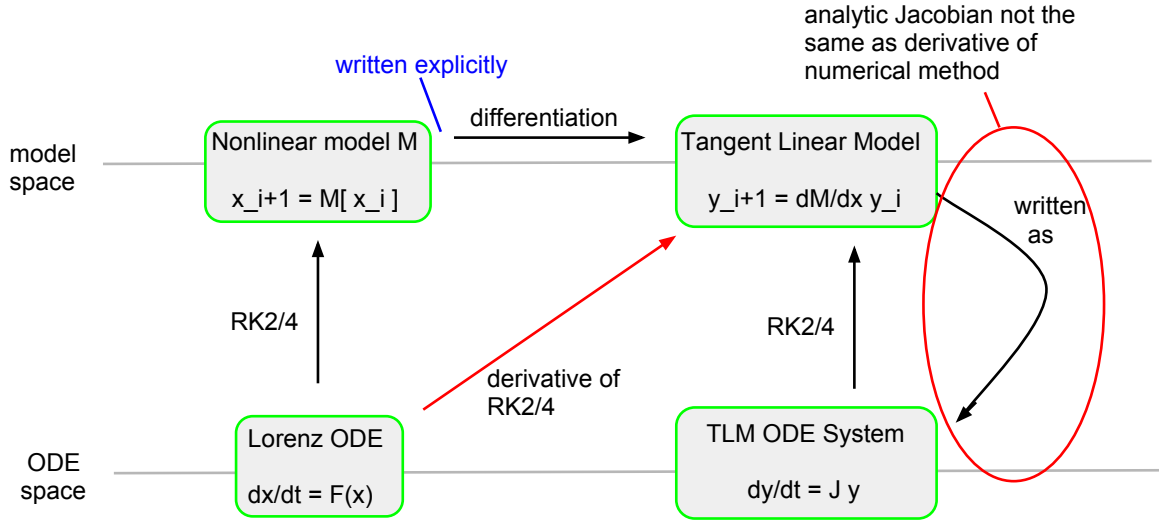 analytic Jacobian not the
same as derivative of
numerical method
written explicitly
differentiation
Nonlinear model M
x_i+1 = M[ x_i ]
Tangent Linear Model
y_i+1 = dM/dx y_i
model
space
written
as
RK2/4
RK2/4
derivative of
RK2/4
Lorenz ODE
dx/dt = F(x)
TLM ODE System
dy/dt = J y
ODE
space